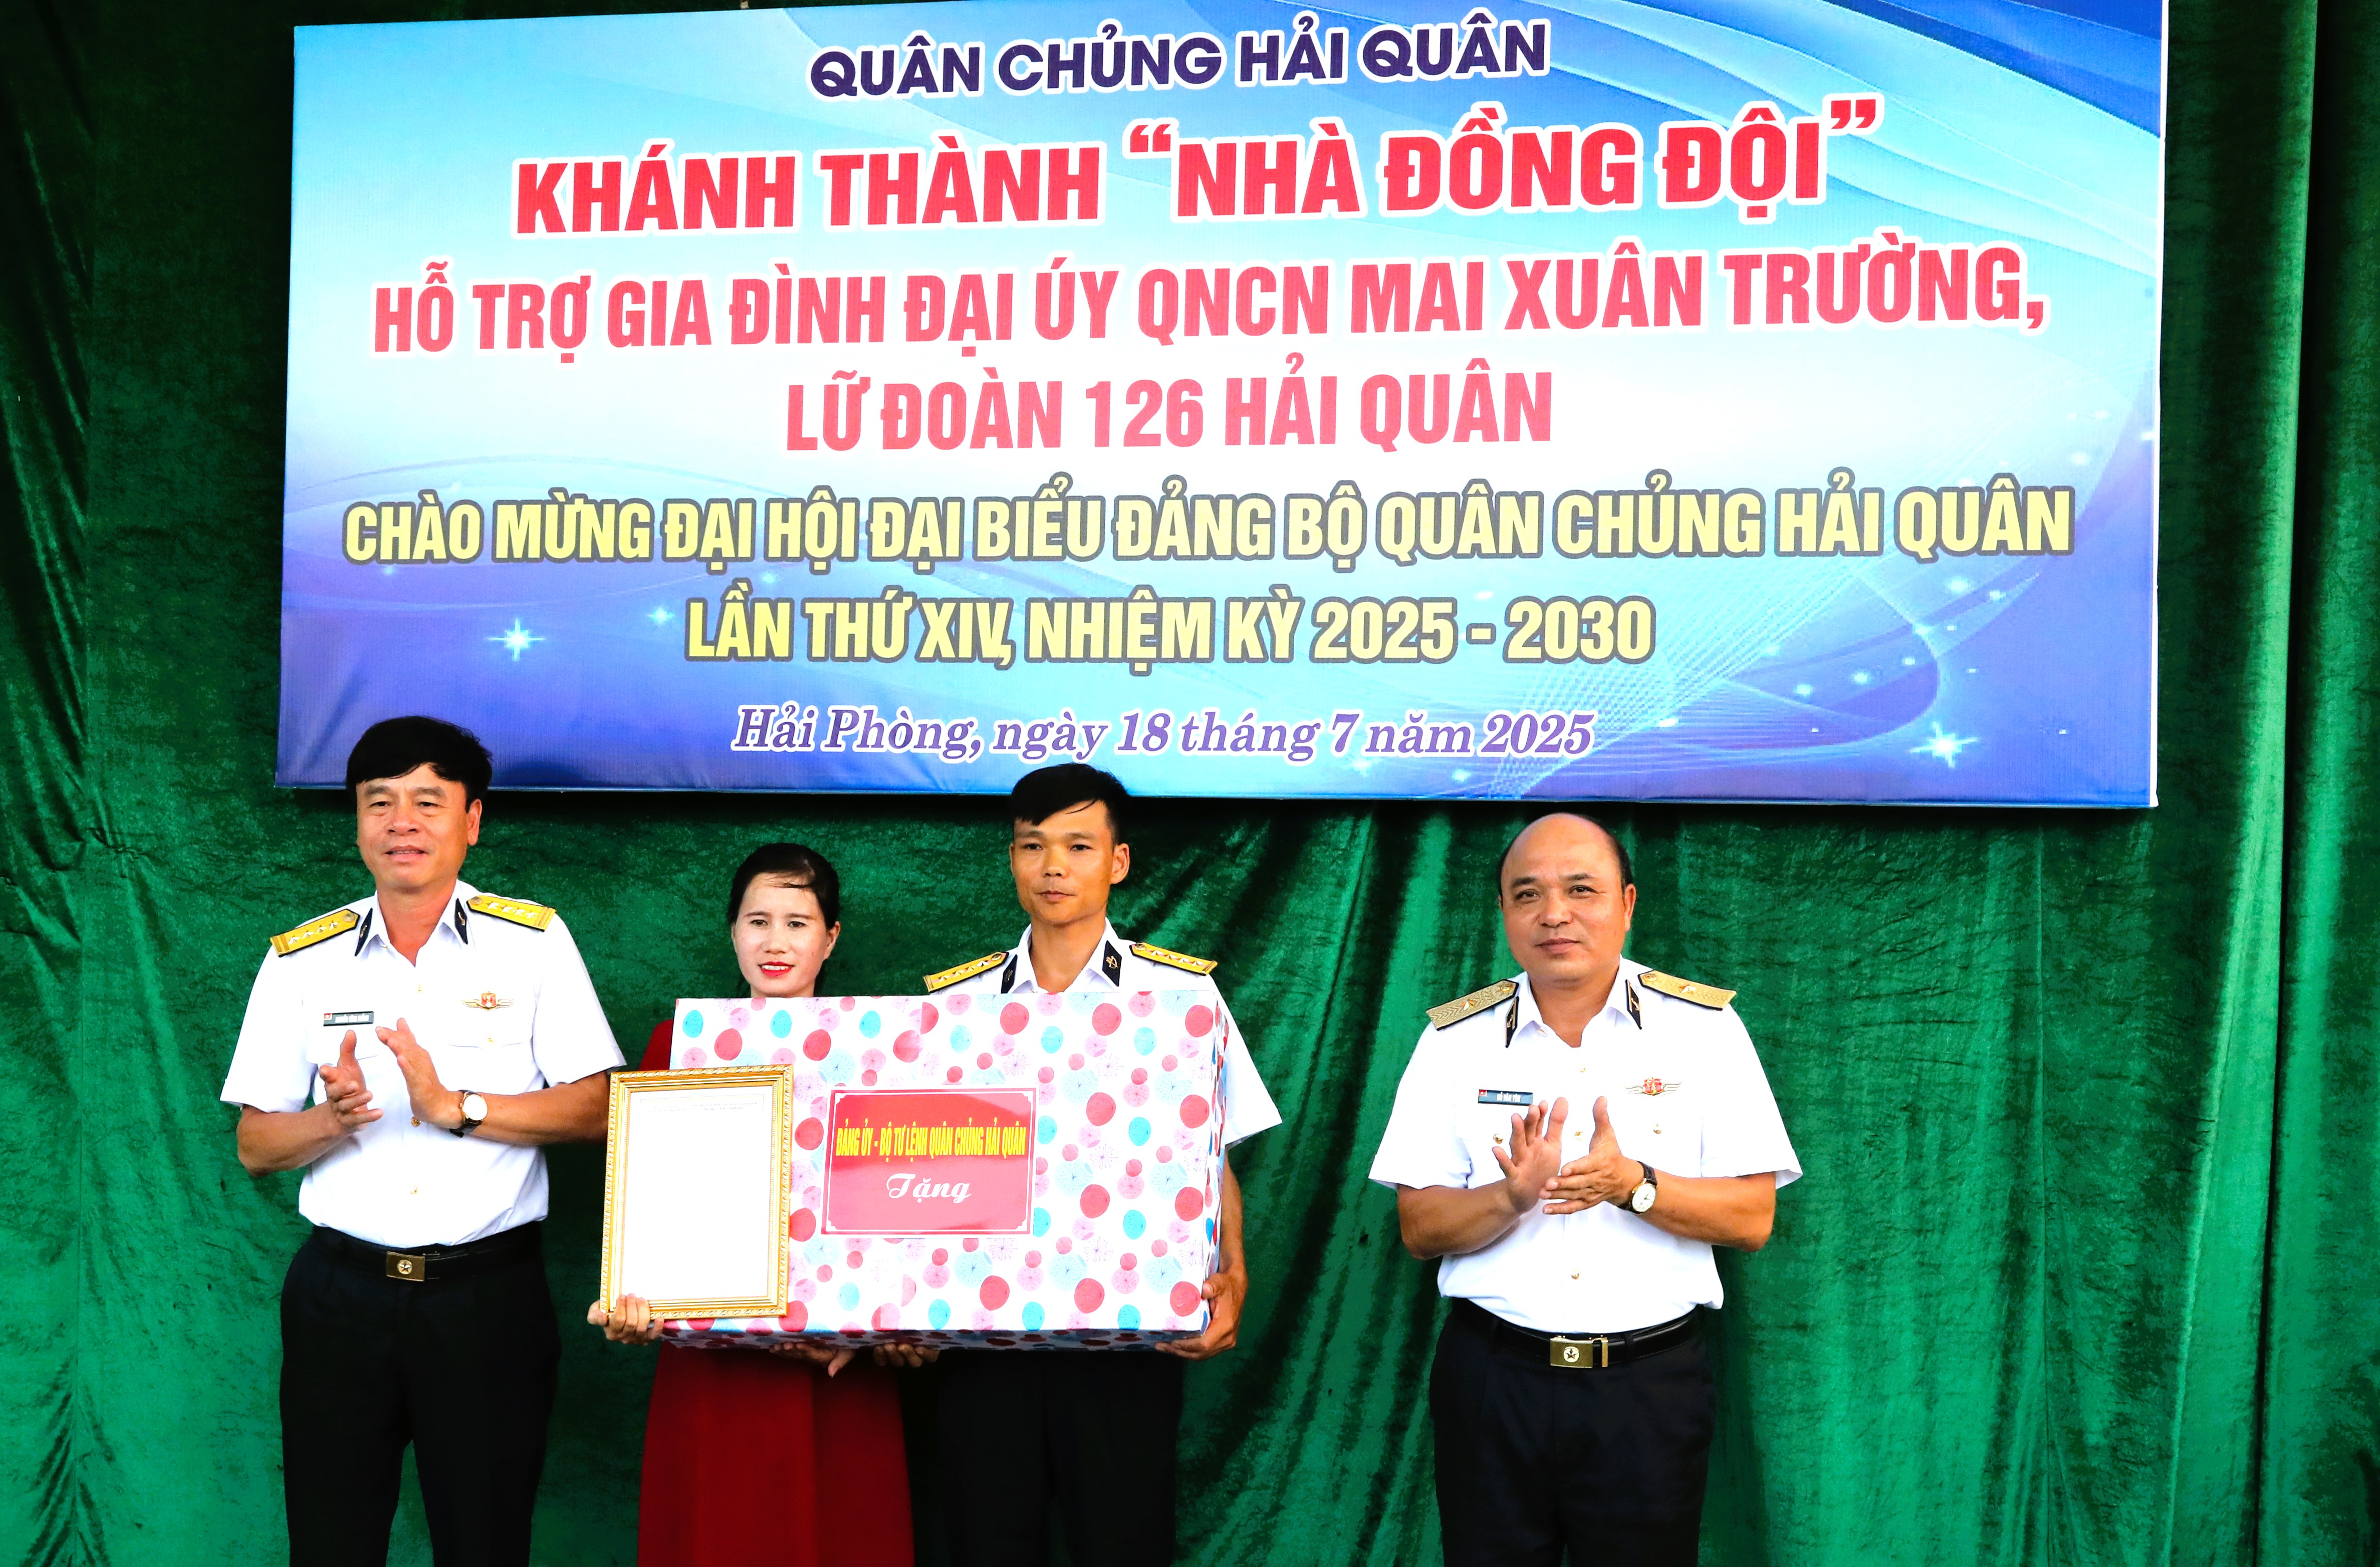 QUÂN CHỦNG HẢI QUÂN
KHÁNH THÀNH “NHÀ ĐỒNG ĐỘI”
HỖ TRỢ GIA ĐÌNH ĐẠI ÚY QNCN MAI XUÂN TRƯỜNG,
LỮ ĐOÀN 126 HẢI QUÂN
CHÀO MỪNG ĐẠI HỘI ĐẠI BIỂU ĐẢNG BỘ QUÂN CHỦNG HẢI QUÂN
LẦN THỨ XIV, NHIỆM KỲ 2025 - 2030
Hải Phòng, ngày 18 tháng 7 năm 2025
ĐẢNG ỦY - BỘ TƯ LỆNH QUÂN CHỦNG HẢI QUÂN
Tặng
ĐỖ VĂN YÊN